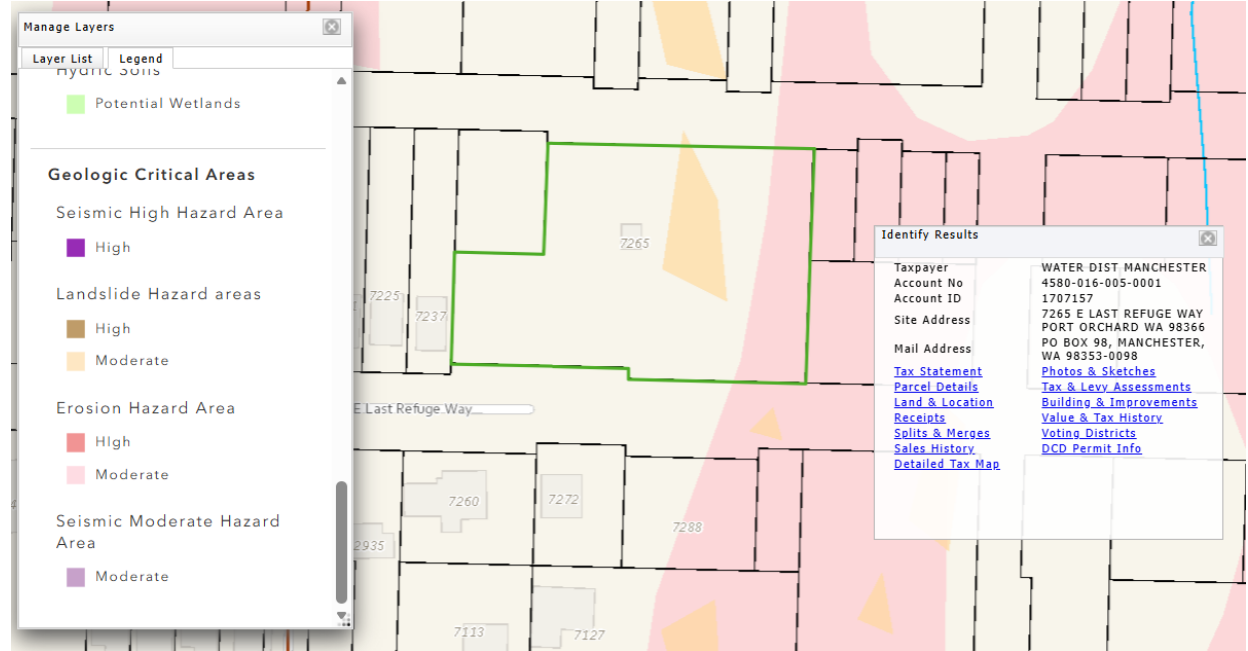 Manage Layers
Layer List
Legend
Hydric Soils
Potential Wetlands
Geologic Critical Areas
Seismic High Hazard Area
High
Landslide Hazard areas
High
Moderate
Erosion Hazard Area
HIgh
Moderate
Seismic Moderate Hazard
Area
Moderate
7265
7225
7237
E Last Refuge Way
7260
7272
7288
2935
7113
7127
Identify Results
Taxpayer WATER DIST MANCHESTER
Account No 4580-016-005-0001
Account ID 1707157
Site Address 7265 E LAST REFUGE WAY
PORT ORCHARD WA 98366
Mail Address PO BOX 98, MANCHESTER,
WA 98353-0098
Tax Statement Photos & Sketches
Parcel Details Tax & Levy Assessments
Land & Location Building & Improvements
Receipts Value & Tax History
Splits & Merges Voting Districts
Sales History DCD Permit Info
Detailed Tax Map